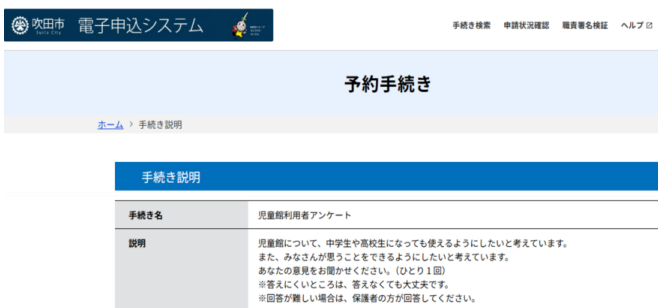 吹田市 電子申込システム
Suita City
手続き検索 申請状況確認 職責署名検証 ヘルプ
予約手続き
ホーム > 手続き説明
手続き説明
手続き名 児童館利用者アンケート
説明 児童館について、中学生や高校生になっても使えるようにしたいと考えています。
また、みなさんが思うことをできるようにしたいと考えています。
あなたの意見をお聞かせください。(ひとり1回)
※答えにくいところは、答えなくても大丈夫です。
※回答が難しい場合は、保護者の方が回答してください。